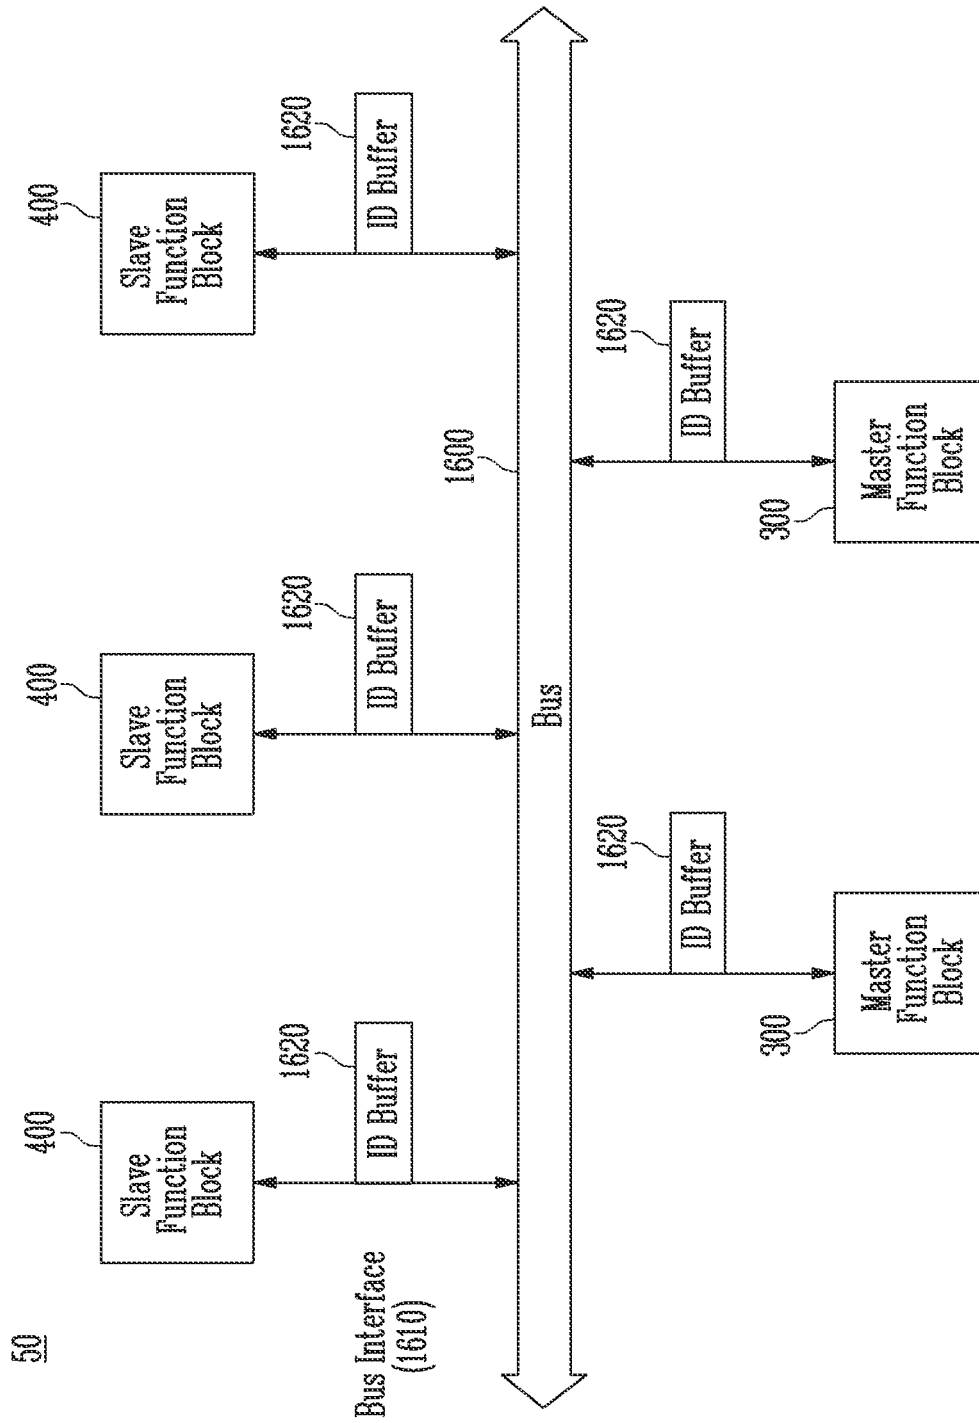 50
400
Slave
Function
Block
400
Slave
Function
Block
400
Slave
Function
Block
Bus Interface
(1610)
1620
ID Buffer
1620
ID Buffer
1620
ID Buffer
1600
Bus
1620
ID Buffer
1620
ID Buffer
300
Master
Function
Block
300
Master
Function
Block